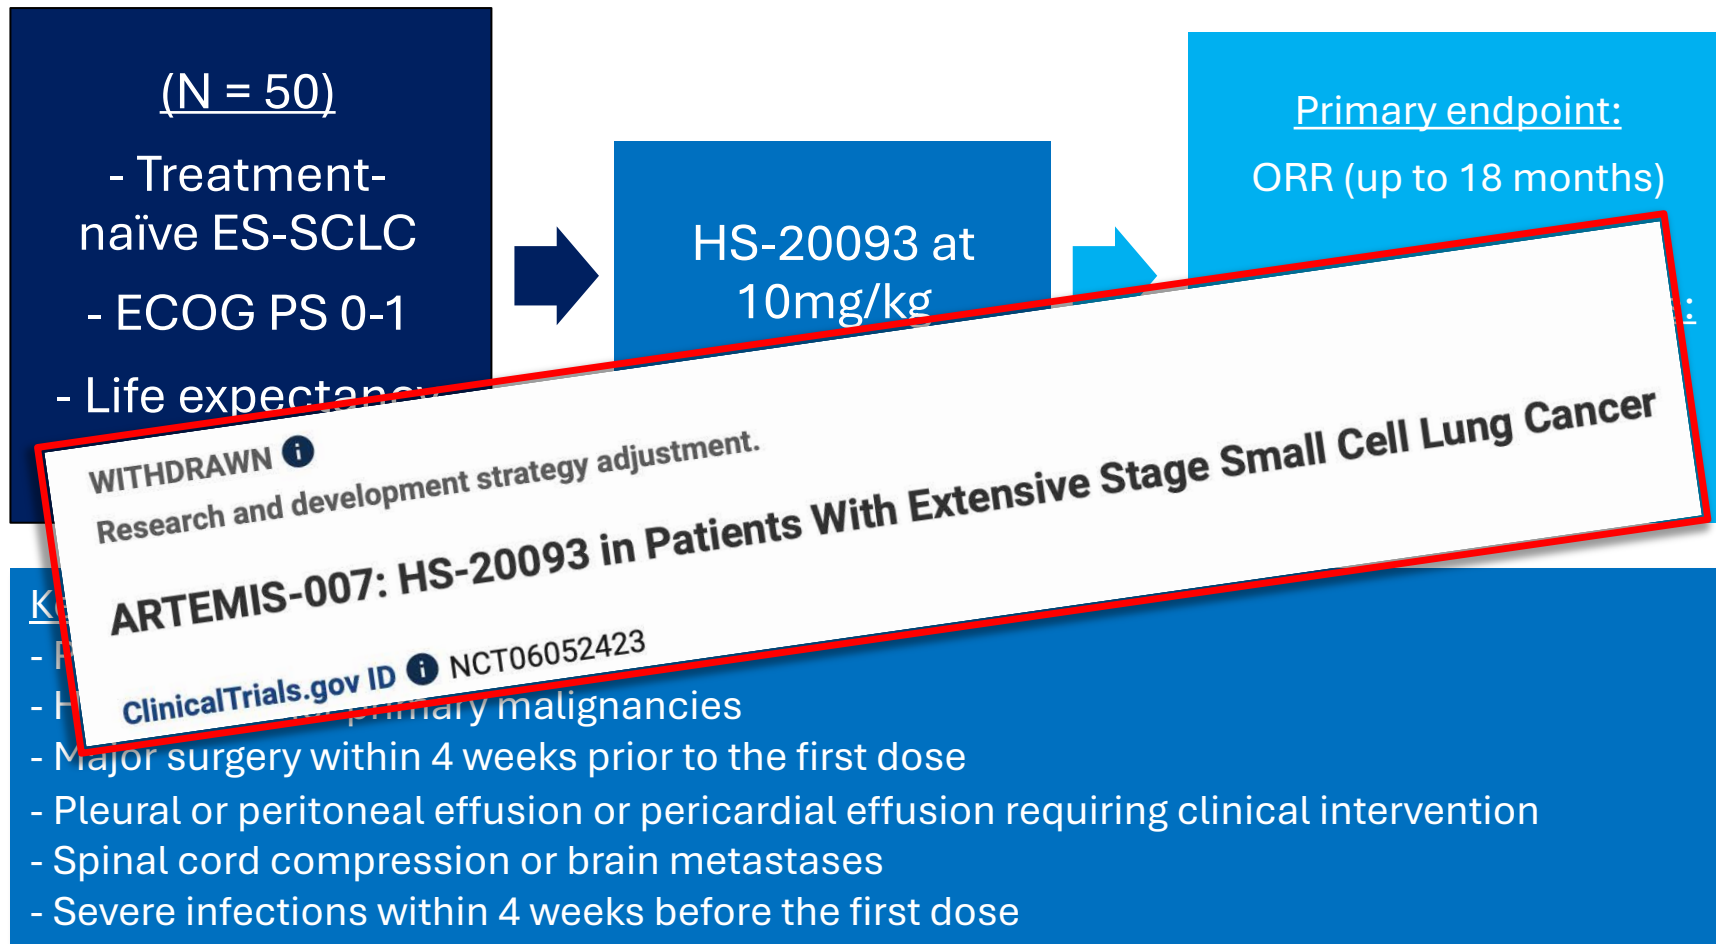 (N = 50)
- Treatment-
naïve ES-SCLC
- ECOG PS 0-1
- Life expectancy
HS-20093 at
10mg/kg
Primary endpoint:
ORR (up to 18 months)
:
WITHDRAWN
Research and development strategy adjustment.
ARTEMIS-007: HS-20093 in Patients With Extensive Stage Small Cell Lung Cancer
ClinicalTrials.gov ID NCT06052423
- primary malignancies
- Major surgery within 4 weeks prior to the first dose
- Pleural or peritoneal effusion or pericardial effusion requiring clinical intervention
- Spinal cord compression or brain metastases
- Severe infections within 4 weeks before the first dose